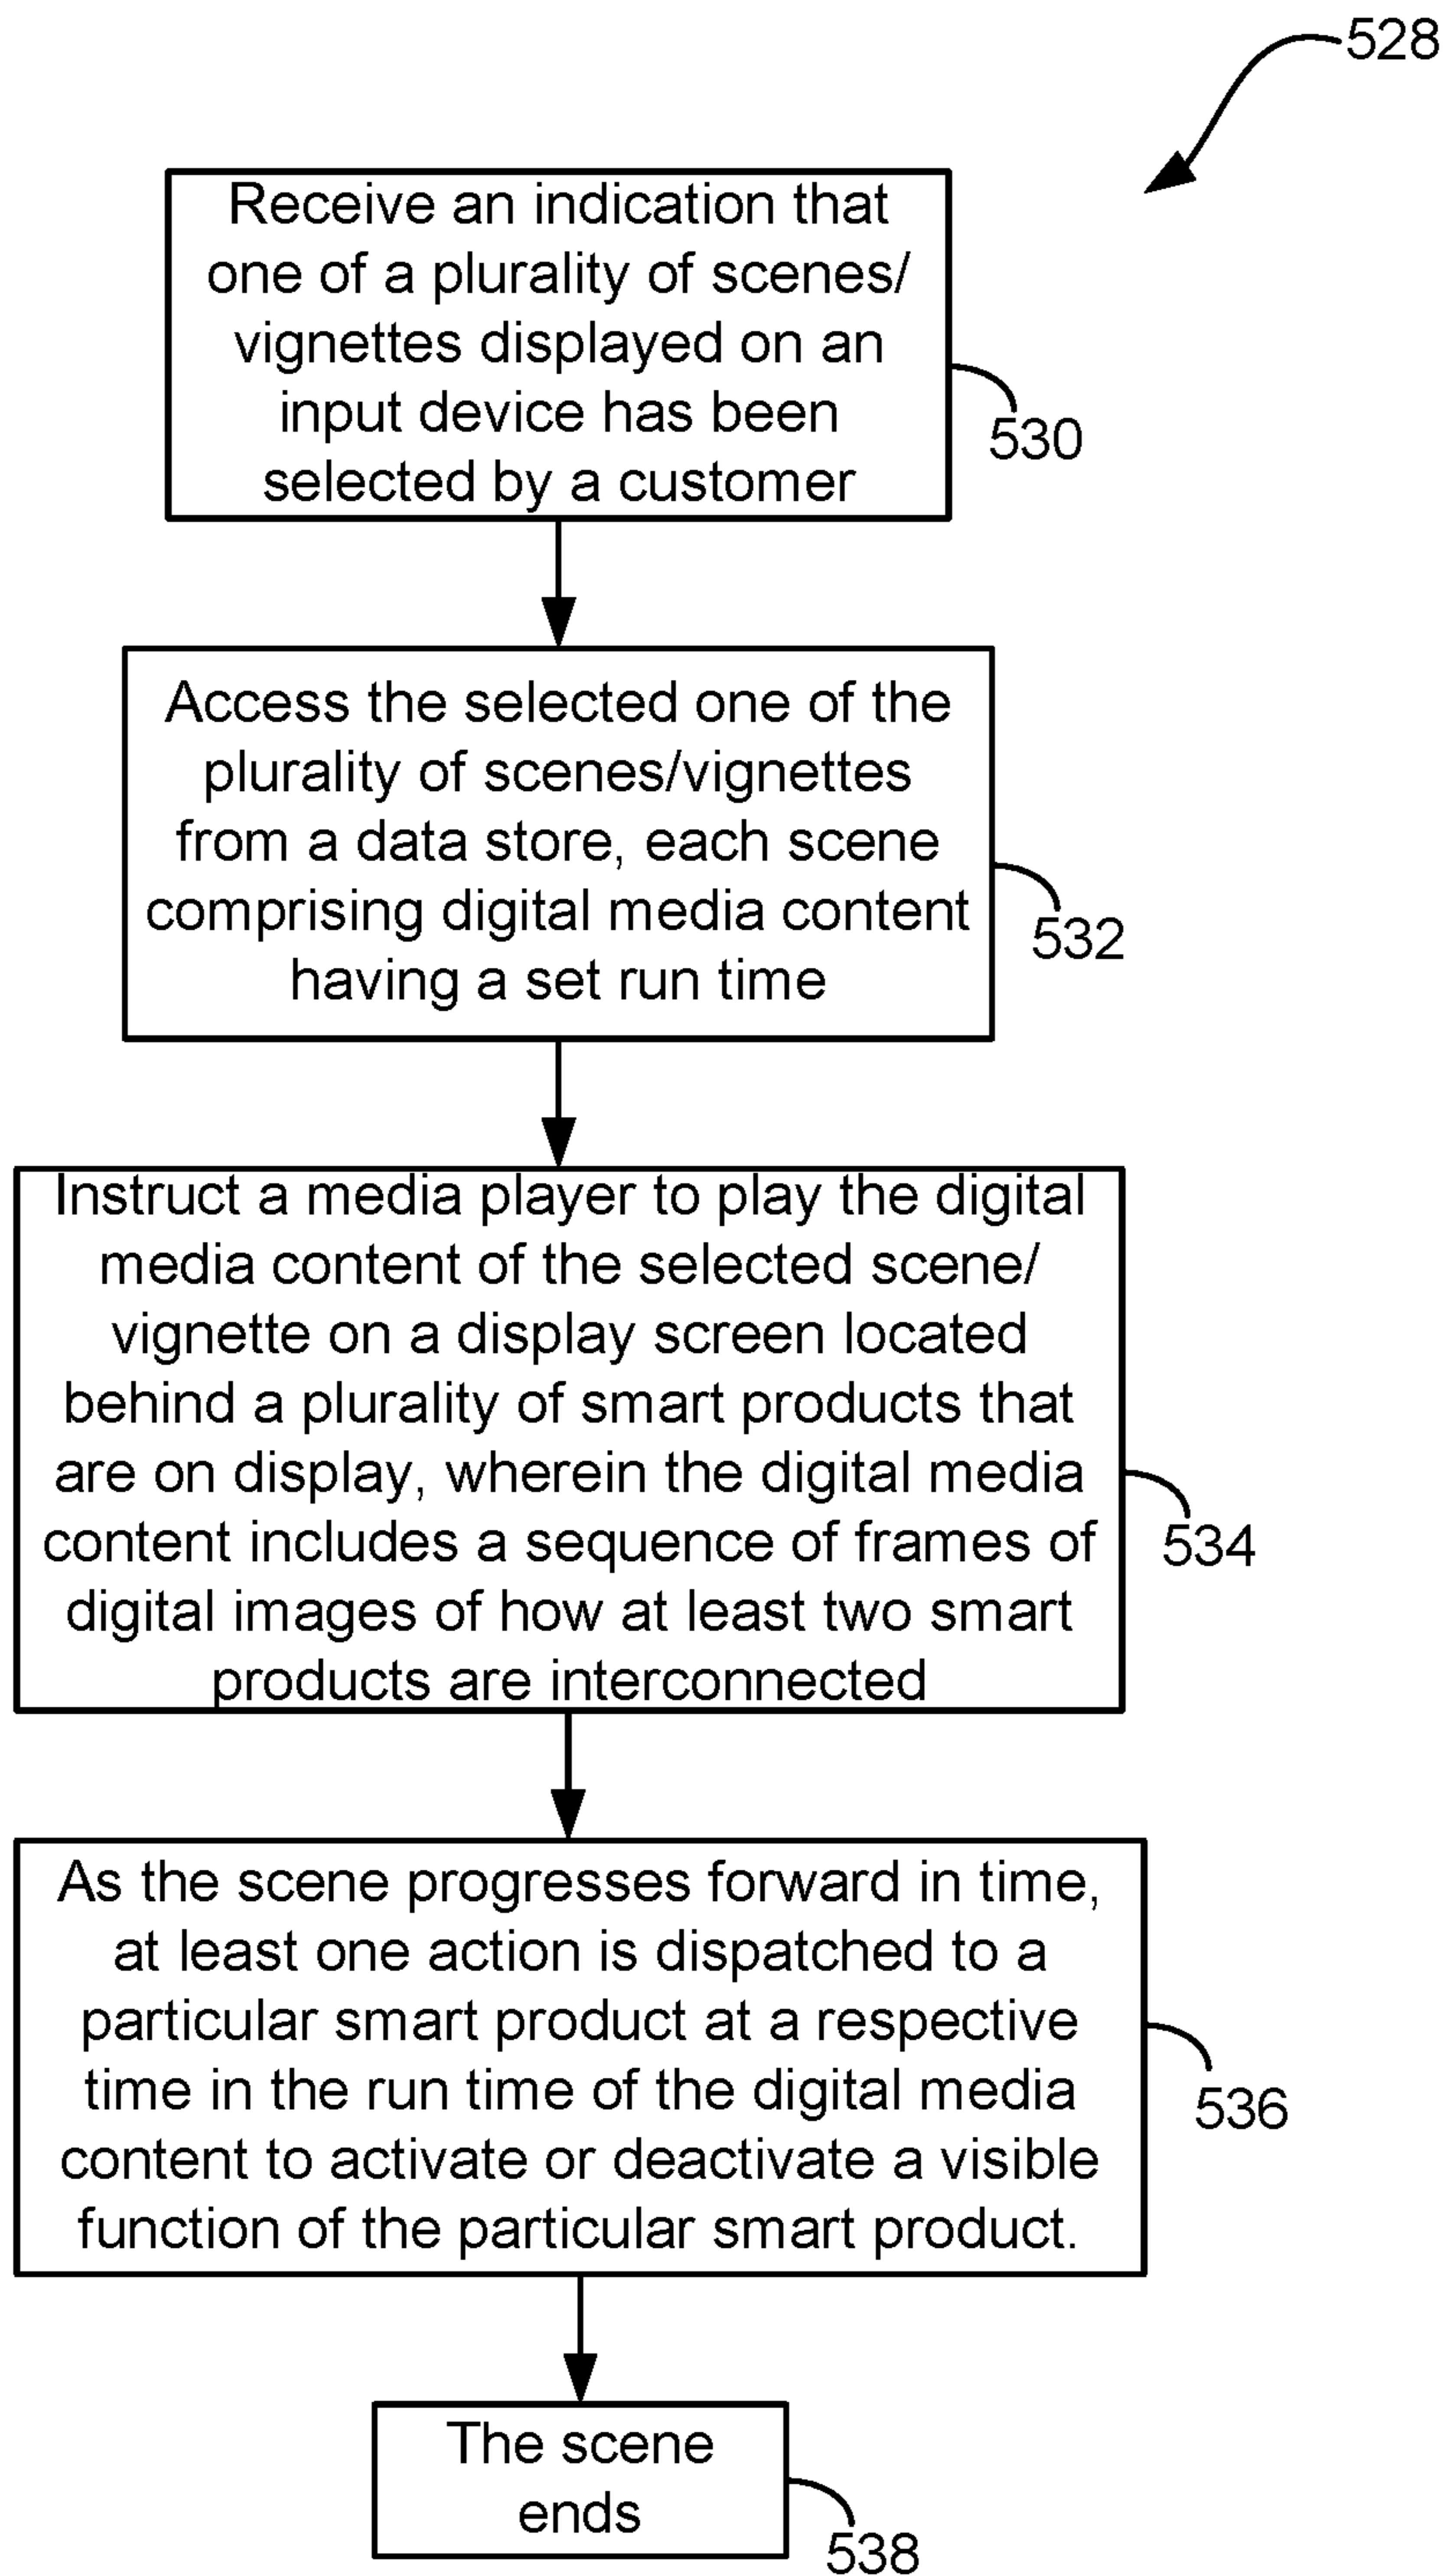 528
Receive an indication that
one of a plurality of scenes/
vignettes displayed on an
input device has been
selected by a customer
530
Access the selected one of the
plurality of scenes/vignettes
from a data store, each scene
comprising digital media content
having a set run time
532
Instruct a media player to play the digital
media content of the selected scene/
vignette on a display screen located
behind a plurality of smart products that
are on display, wherein the digital media
content includes a sequence of frames of
digital images of how at least two smart
products are interconnected
534
As the scene progresses forward in time,
at least one action is dispatched to a
particular smart product at a respective
time in the run time of the digital media
content to activate or deactivate a visible
function of the particular smart product.
536
The scene
ends
538